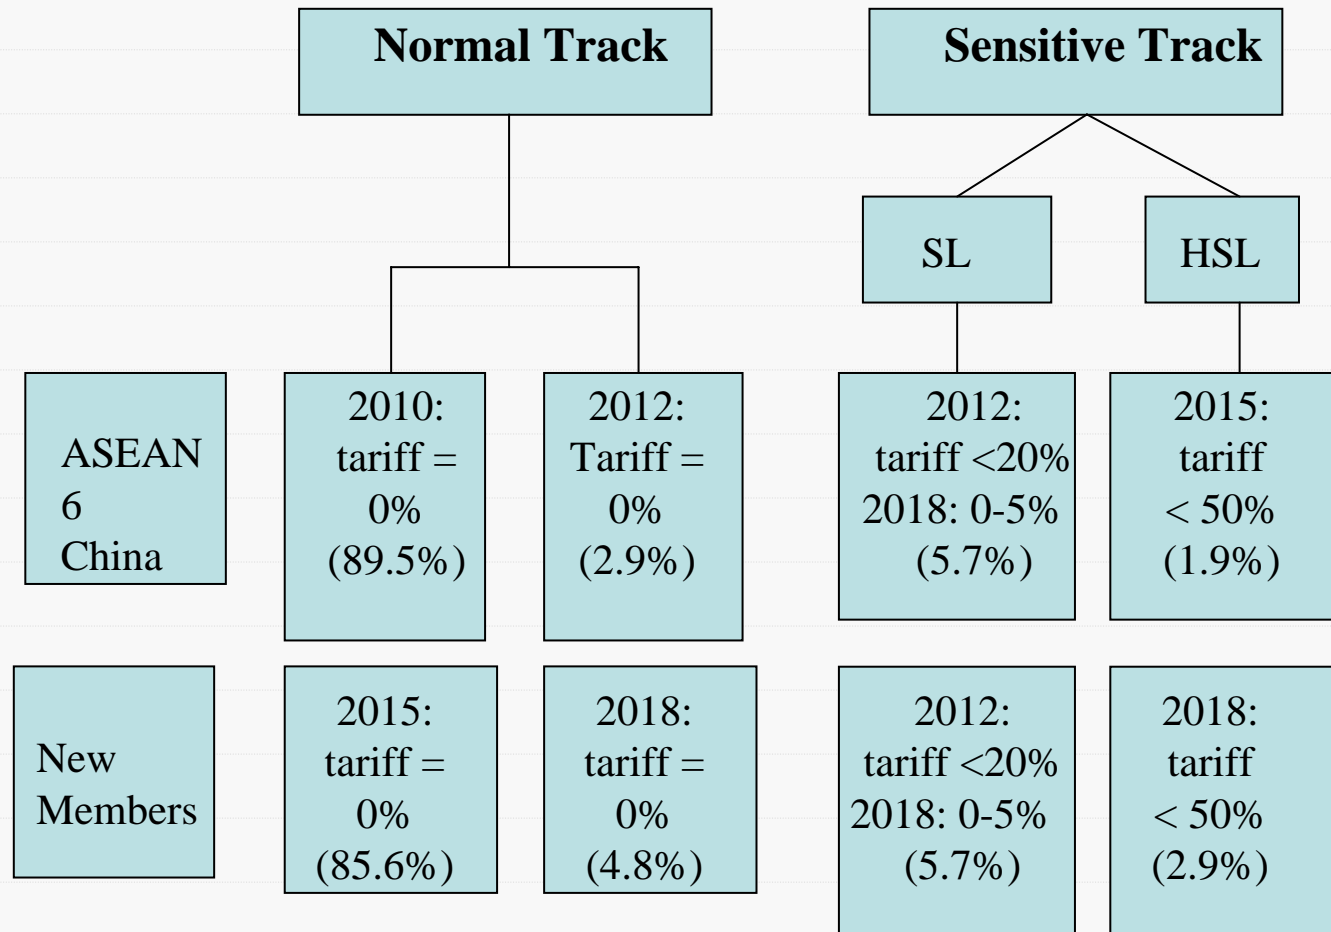 Normal Track
Sensitive Track
SL
HSL
ASEAN
6
China
2010:
tariff =
0%
(89.5%)
2012:
Tariff =
0%
(2.9%)
2012:
tariff <20%
2018: 0-5%
(5.7%)
2015:
tariff
< 50%
(1.9%)
New
Members
2015:
tariff =
0%
(85.6%)
2018:
tariff =
0%
(4.8%)
2012:
tariff <20%
2018: 0-5%
(5.7%)
2018:
tariff
< 50%
(2.9%)